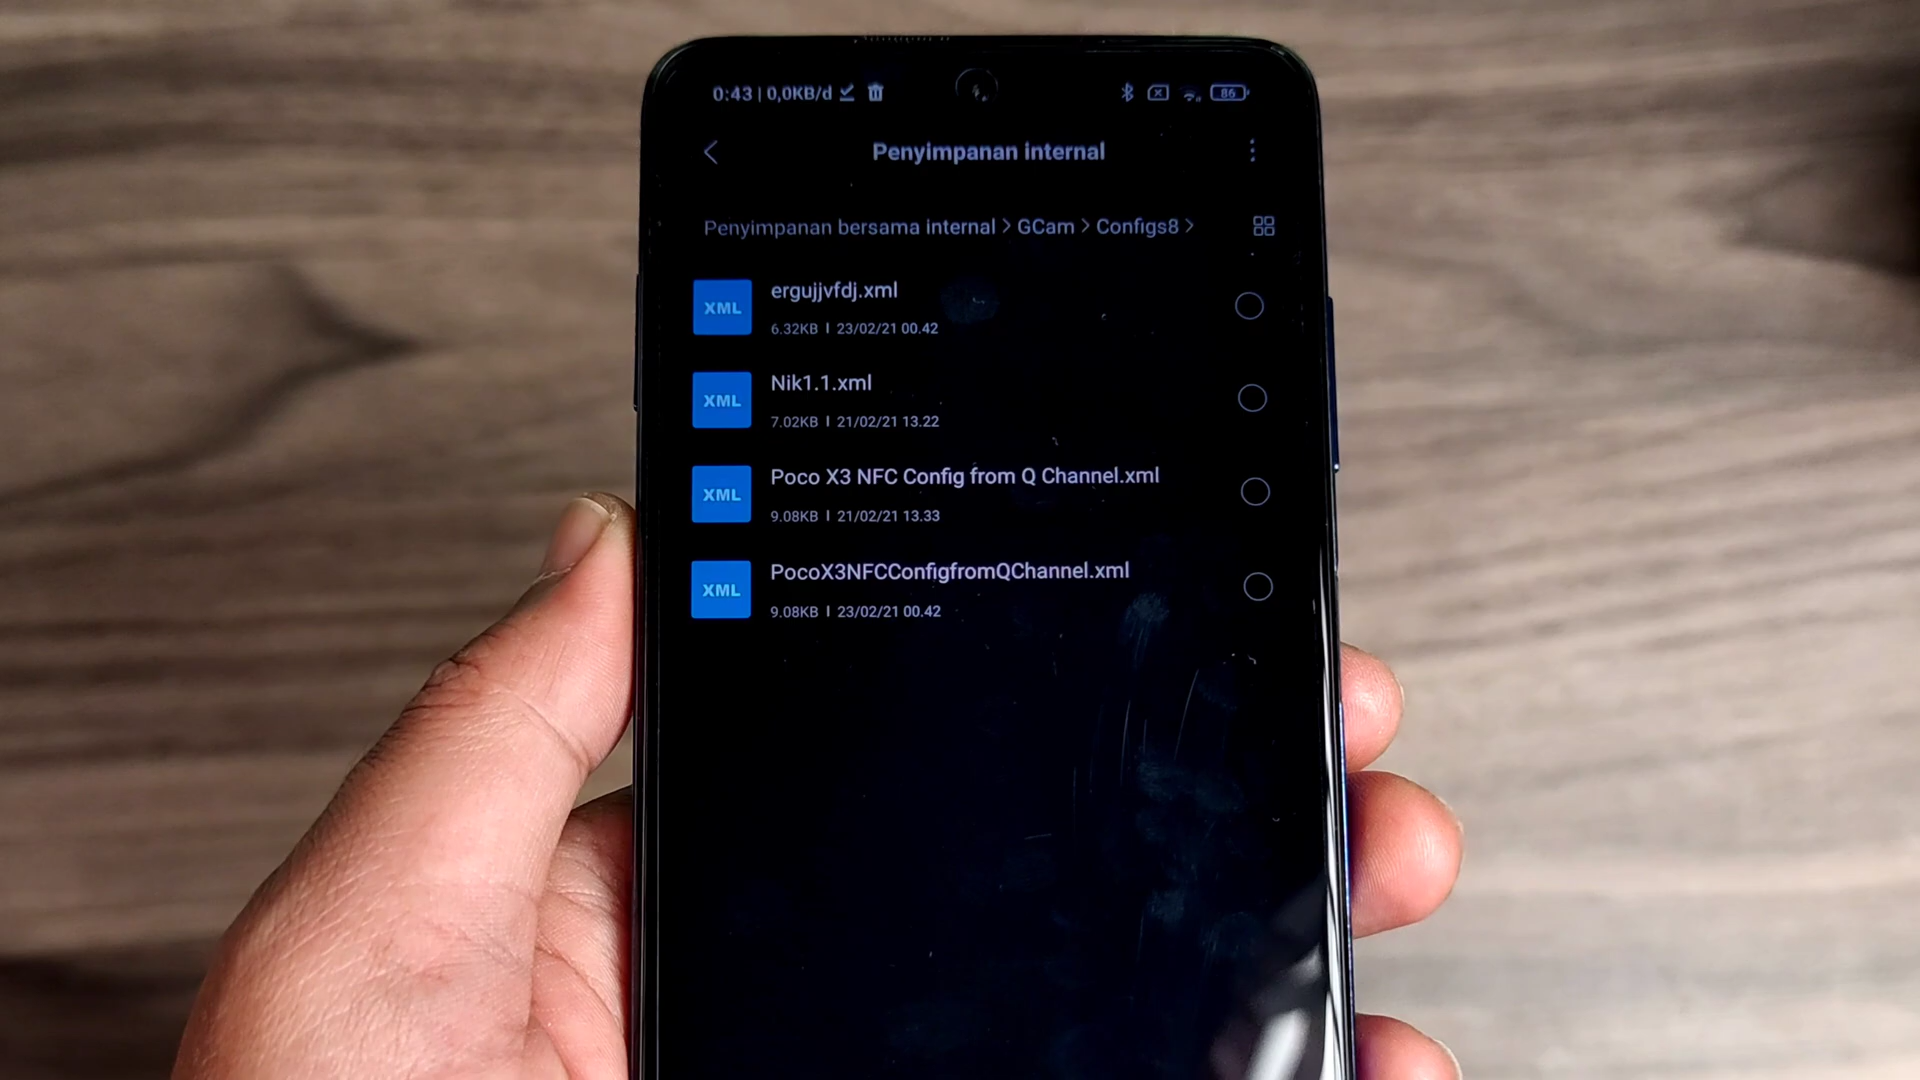 0:43 | 0,0KB/d
86
Penyimpanan internal
Penyimpanan bersama internal > GCam > Configs8 >
XML
ergujjvfdj.xml
6.32KB | 23/02/21 00.42
XML
Nik1.1.xml
7.02KB | 21/02/21 13.22
XML
Poco X3 NFC Config from Q Channel.xml
9.08KB | 21/02/21 13.33
XML
PocoX3NFCConfigfromQChannel.xml
9.08KB | 23/02/21 00.42